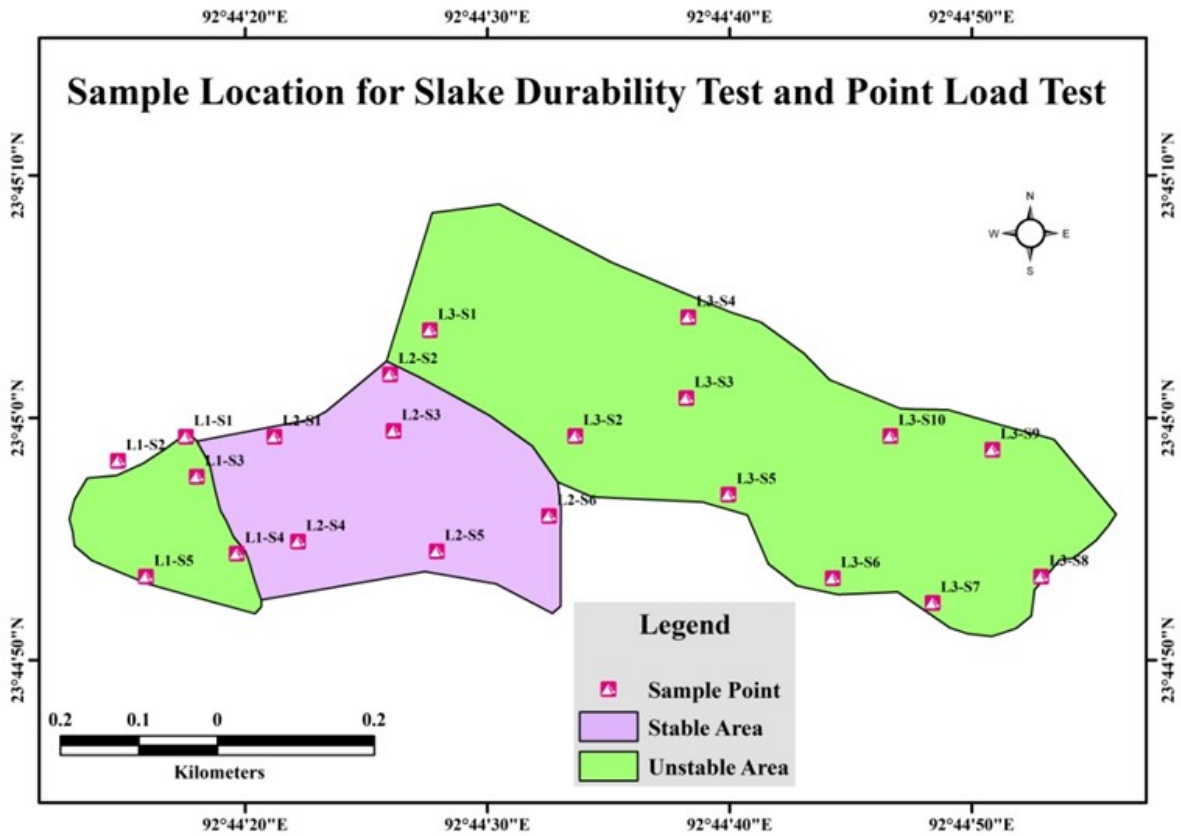 92°44'20"E 92°44'30"E 92°44'40"E 92°44'50"E
Sample Location for Slake Durability Test and Point Load Test
23°45'10"N 23°45'10"N
N
W E
S
L3-S4
L3-S1
L2-S2
L3-S3
L1-S1 L2-S1 L2-S3 L3-S2 L3-S10 L3-S9
L1-S2
L1-S3
23°45'0"N 23°45'0"N
L3-S5
L2-S6
L1-S4 L2-S4 L2-S5
L1-S5 L3-S6 L3-S8
L3-S7
23°44'50"N 23°44'50"N
Legend
Sample Point
Stable Area
Unstable Area
0.2 0.1 0 0.2
Kilometers
92°44'20"E 92°44'30"E 92°44'40"E 92°44'50"E